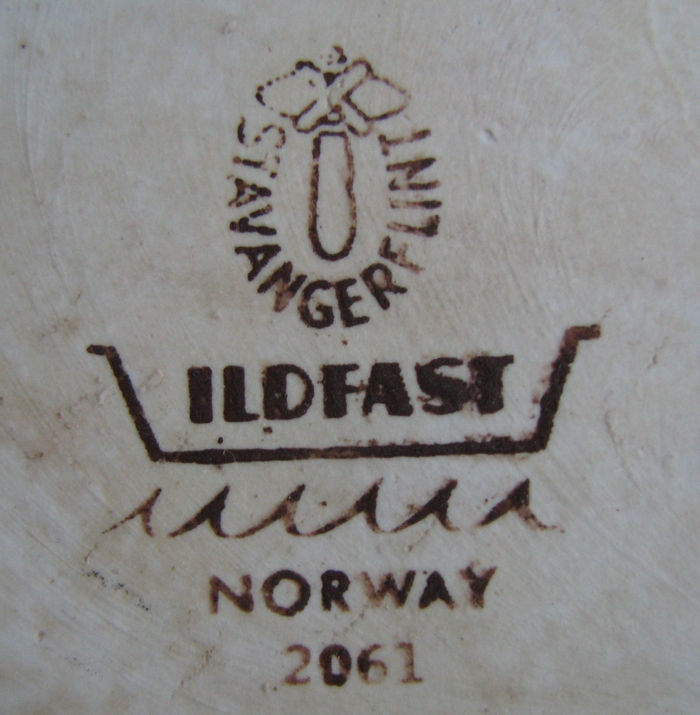 STAVANGERFLINT
ILDFAST
NORWAY
2061